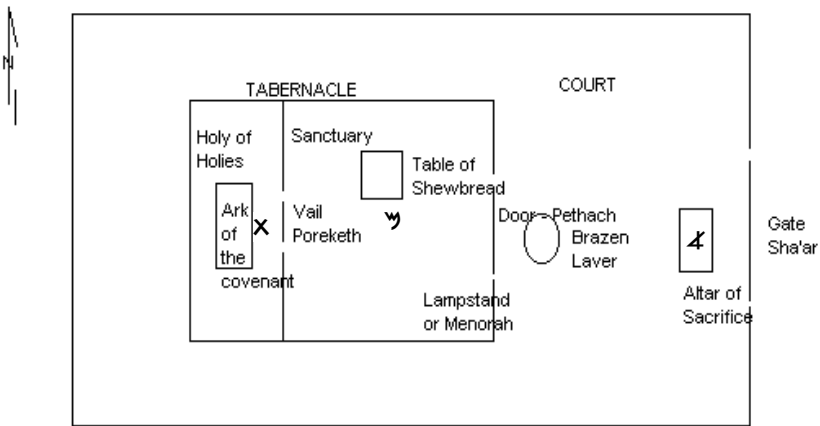 N
TABERNACLE
COURT
Holy of
Holies
Sanctuary
Table of
Shewbread
Ark
of
the
covenant
X
Vail
Poreketh
Door - Pethach
Brazen
Laver
Gate
Sha'ar
Lampstand
or Menorah
Altar of
Sacrifice